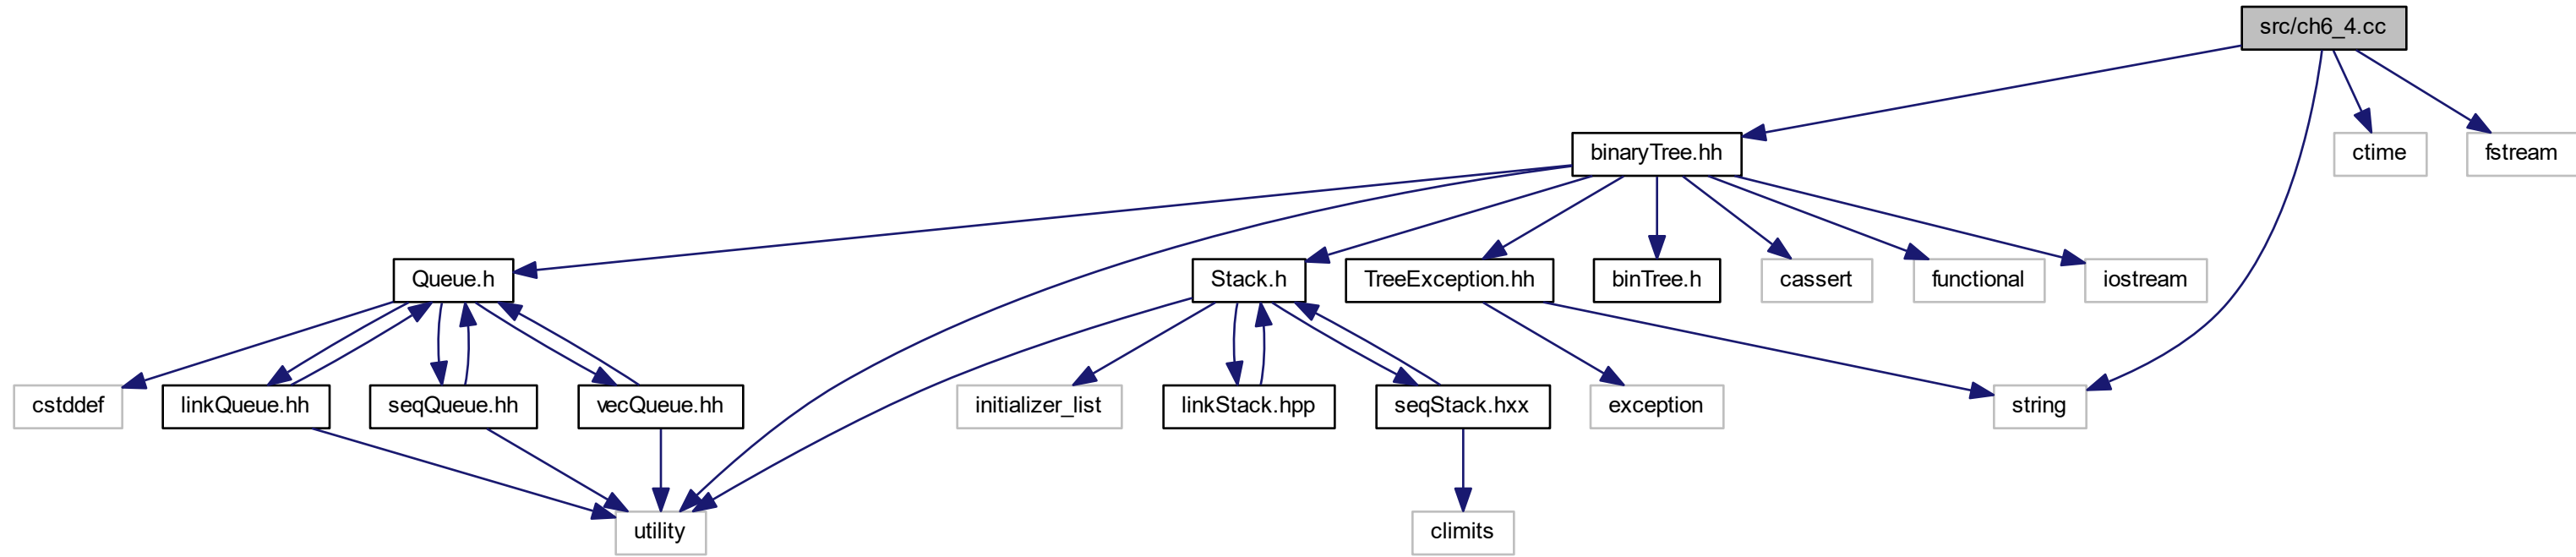 src/ch6_4.cc
binaryTree.hh
ctime
fstream
Queue.h
Stack.h
TreeException.hh
binTree.h
cassert
functional
iostream
cstddef
linkQueue.hh
seqQueue.hh
vecQueue.hh
initializer_list
linkStack.hpp
seqStack.hxx
exception
string
utility
climits